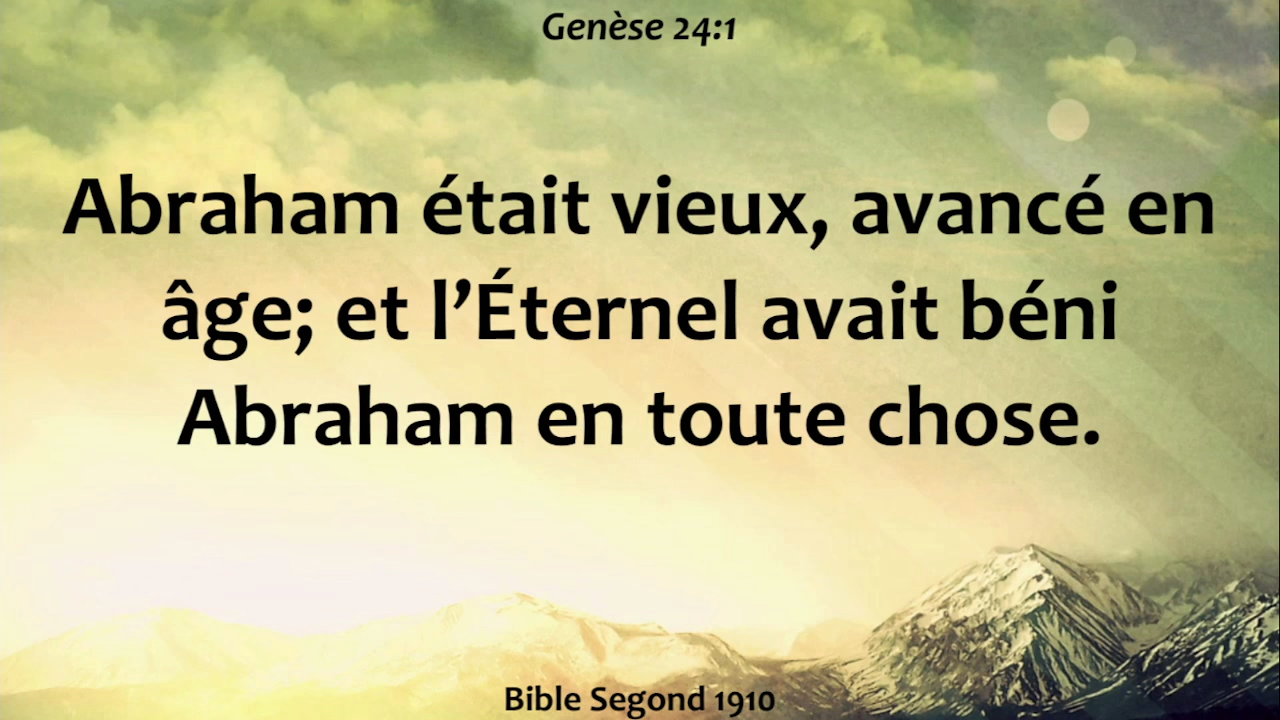 Genèse 24:1
Abraham était vieux, avancé en
âge; et l’Éternel avait béni
Abraham en toute chose.
Bible Segond 1910